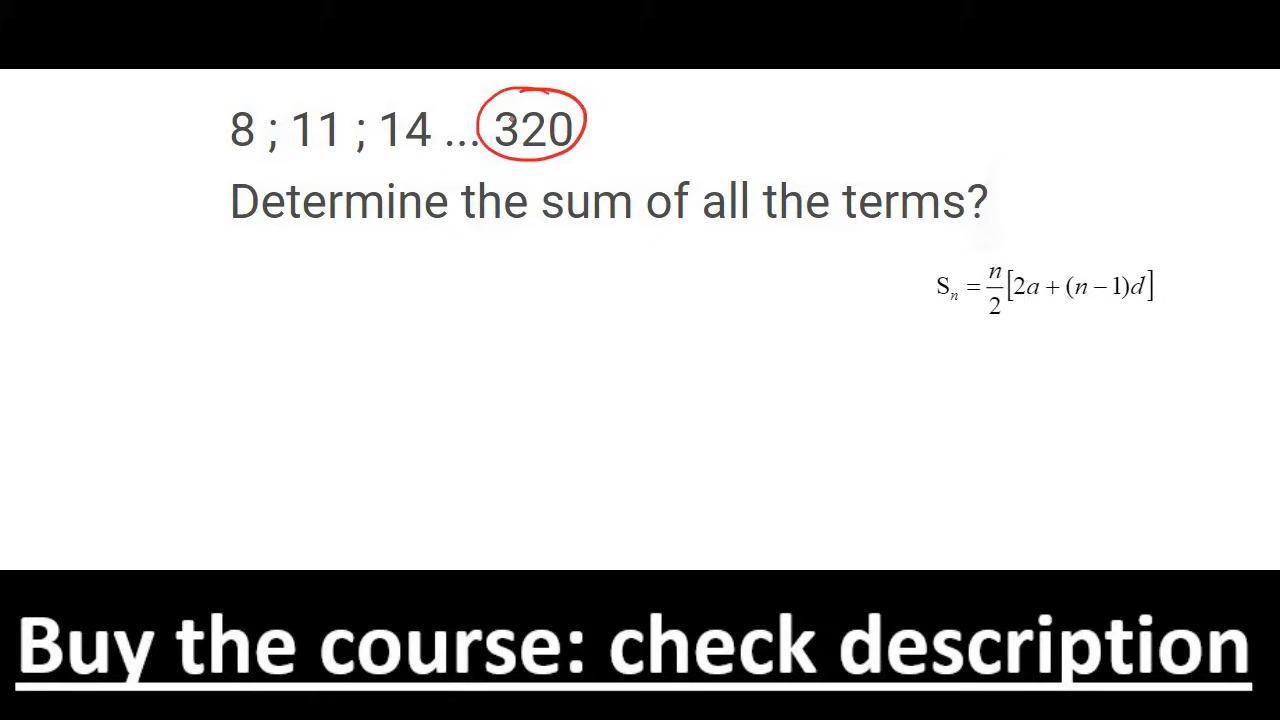 8 ; 11 ; 14 ... 320
Determine the sum of all the terms?
Sₙ = n/2 [2a + (n − 1)d]
Buy the course: check description